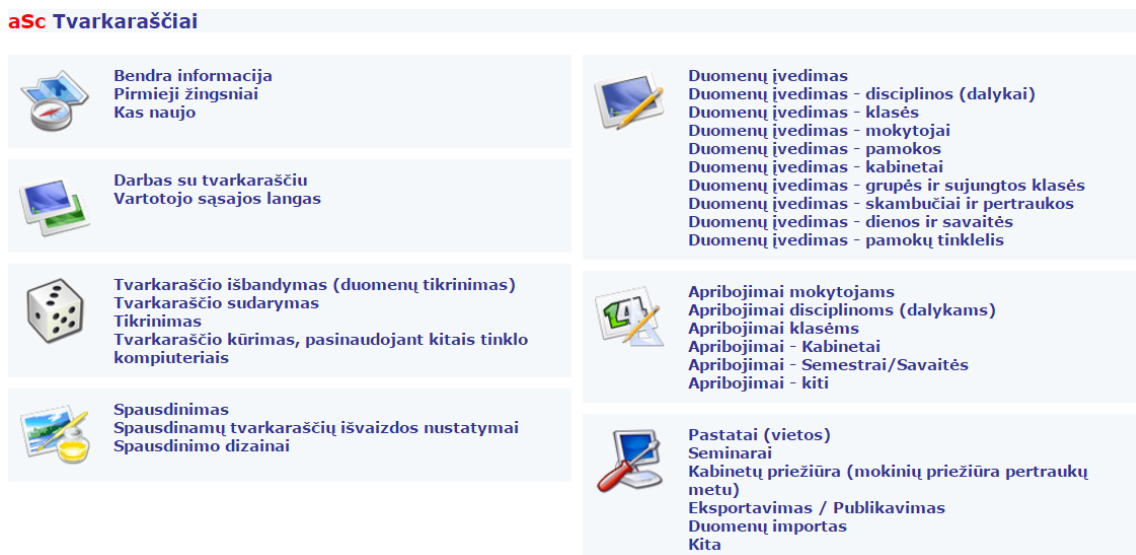 aSc Tvarkaraščiai
Bendra informacija
Pirmieji žingsniai
Kas naujo
Darbas su tvarkaraščiu
Vartotojo sąsajos langas
Tvarkaraščio išbandymas (duomenų tikrinimas)
Tvarkaraščio sudarymas
Tikrinimas
Tvarkaraščio kūrimas, pasinaudojant kitais tinklo
kompiuteriais
Spausdinimas
Spausdinamų tvarkaraščių išvaizdos nustatymai
Spausdinimo dizainai
Duomenų įvedimas
Duomenų įvedimas - disciplinos (dalykai)
Duomenų įvedimas - klasės
Duomenų įvedimas - mokytojai
Duomenų įvedimas - pamokos
Duomenų įvedimas - kabinetai
Duomenų įvedimas - grupės ir sujungtos klasės
Duomenų įvedimas - skambučiai ir pertraukos
Duomenų įvedimas - dienos ir savaitės
Duomenų įvedimas - pamokų tinklelis
Apribojimai mokytojams
Apribojimai disciplinoms (dalykams)
Apribojimai klasėms
Apribojimai - Kabinetai
Apribojimai - Semestrai/Savaitės
Apribojimai - kiti
Pastatai (vietos)
Seminarai
Kabinetų priežiūra (mokinių priežiūra pertraukų
metu)
Eksportavimas / Publikavimas
Duomenų importas
Kita